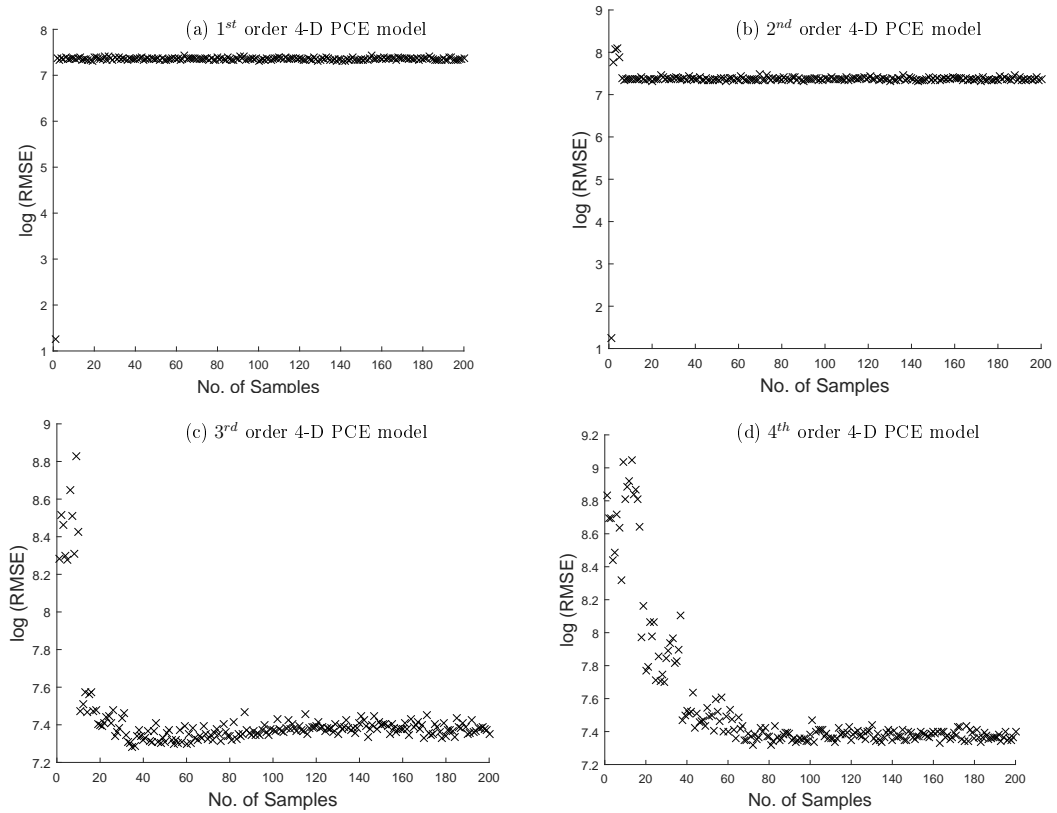 (a) 1st order 4-D PCE model
8
7
6
5
4
3
2
1
log (RMSE)
0 20 40 60 80 100 120 140 160 180 200
No. of Samples
(b) 2nd order 4-D PCE model
9
8
7
6
5
4
3
2
1
log (RMSE)
0 20 40 60 80 100 120 140 160 180 200
No. of Samples
(c) 3rd order 4-D PCE model
9
8.8
8.6
8.4
8.2
8
7.8
7.6
7.4
7.2
log (RMSE)
0 20 40 60 80 100 120 140 160 180 200
No. of Samples
(d) 4th order 4-D PCE model
9.2
9
8.8
8.6
8.4
8.2
8
7.8
7.6
7.4
7.2
log (RMSE)
0 20 40 60 80 100 120 140 160 180 200
No. of Samples